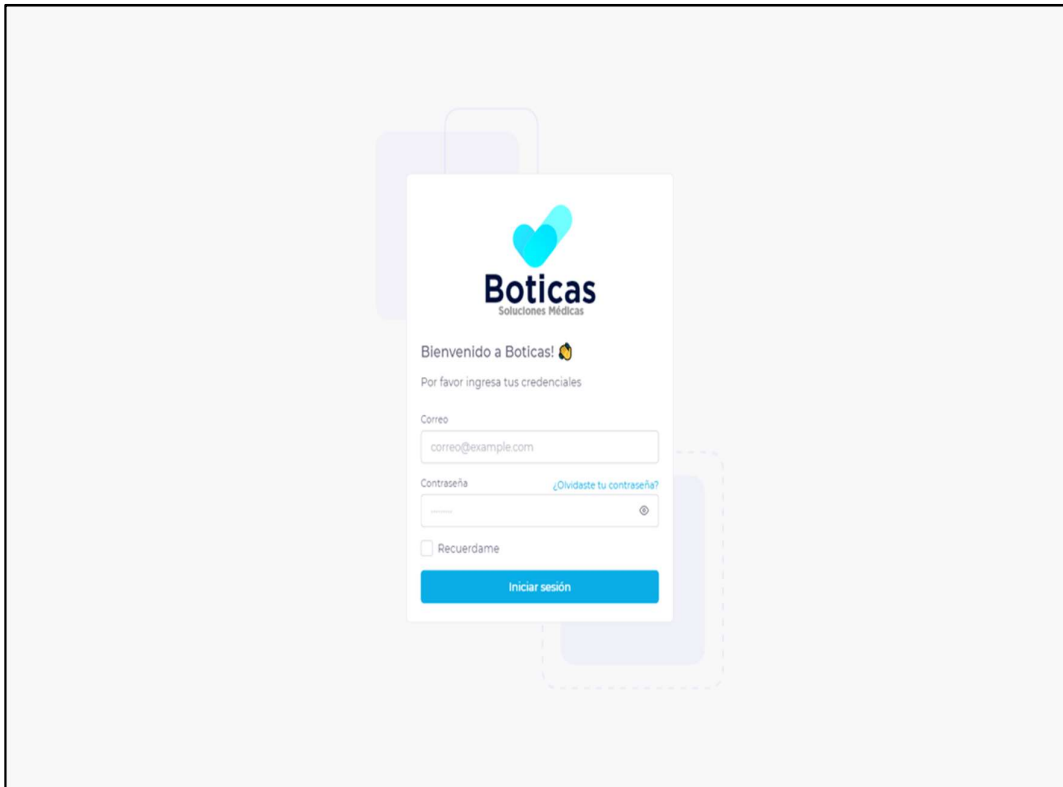 Boticas
Soluciones Médicas
Bienvenido a Boticas! 👏
Por favor ingresa tus credenciales
Correo
correo@example.com
Contraseña ¿Olvidaste tu contraseña?
Recuerdame
Iniciar sesión